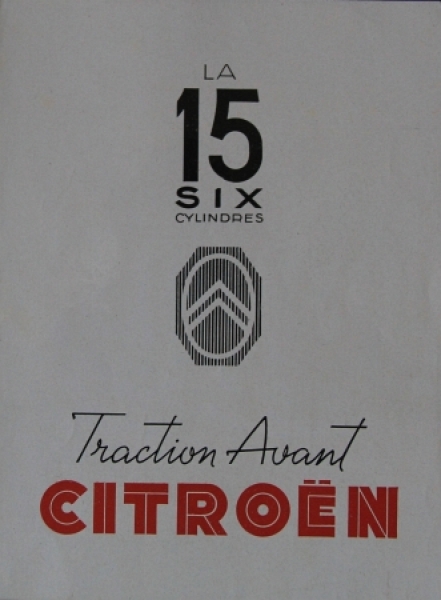 LA
15
SIX
CYLINDRES
Traction Avant
CITROËN